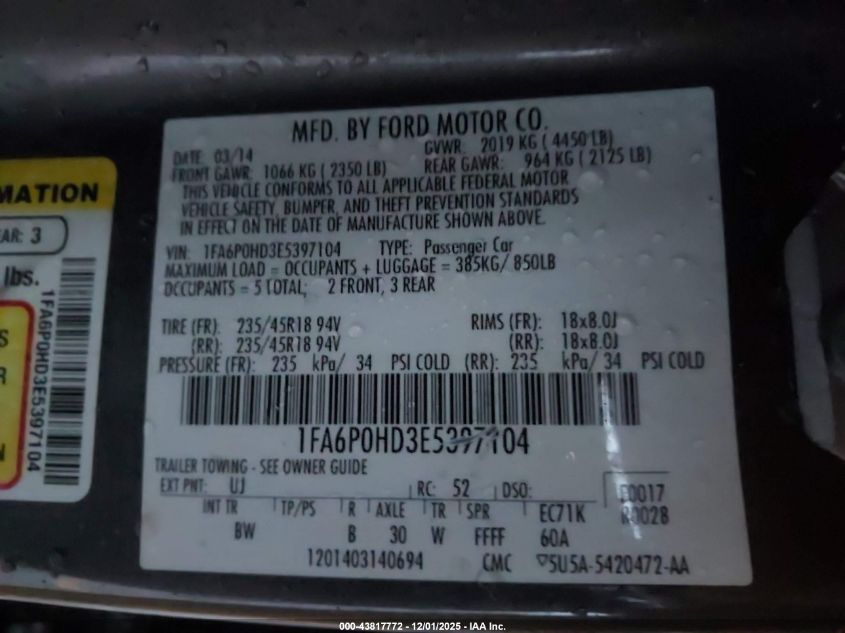 MFD. BY FORD MOTOR CO.
DATE: 03/14 GVWR: 2019 KG ( 4450 LB)
FRONT GAWR: 1066 KG ( 2350 LB) REAR GAWR: 964 KG ( 2125 LB)
THIS VEHICLE CONFORMS TO ALL APPLICABLE FEDERAL MOTOR
VEHICLE SAFETY, BUMPER, AND THEFT PREVENTION STANDARDS
IN EFFECT ON THE DATE OF MANUFACTURE SHOWN ABOVE.
VIN: 1FA6P0HD3E5397104 TYPE: Passenger Car
MAXIMUM LOAD = OCCUPANTS + LUGGAGE = 385KG/ 850LB
OCCUPANTS = 5 TOTAL; 2 FRONT, 3 REAR
TIRE (FR): 235/45R18 94V RIMS (FR): 18x8.0J
(RR): 235/45R18 94V (RR): 18x8.0J
PRESSURE (FR): 235 kPa/ 34 PSI COLD (RR): 235 kPa/ 34 PSI COLD
1FA6P0HD3E5397104
TRAILER TOWING - SEE OWNER GUIDE
EXT PNT: UJ RC: 52 DSO: F0017
INT TR TP/PS R AXLE TR SPR EC71K R0028
BW B 30 W FFFF 60A
1201403140694 CMC 5U5A-5420472-AA
MATION
EAR: 3
lbs.
1FA6P0HD3E5397104
S
R
N
000-43817772 - 12/01/2025 - IAA Inc.